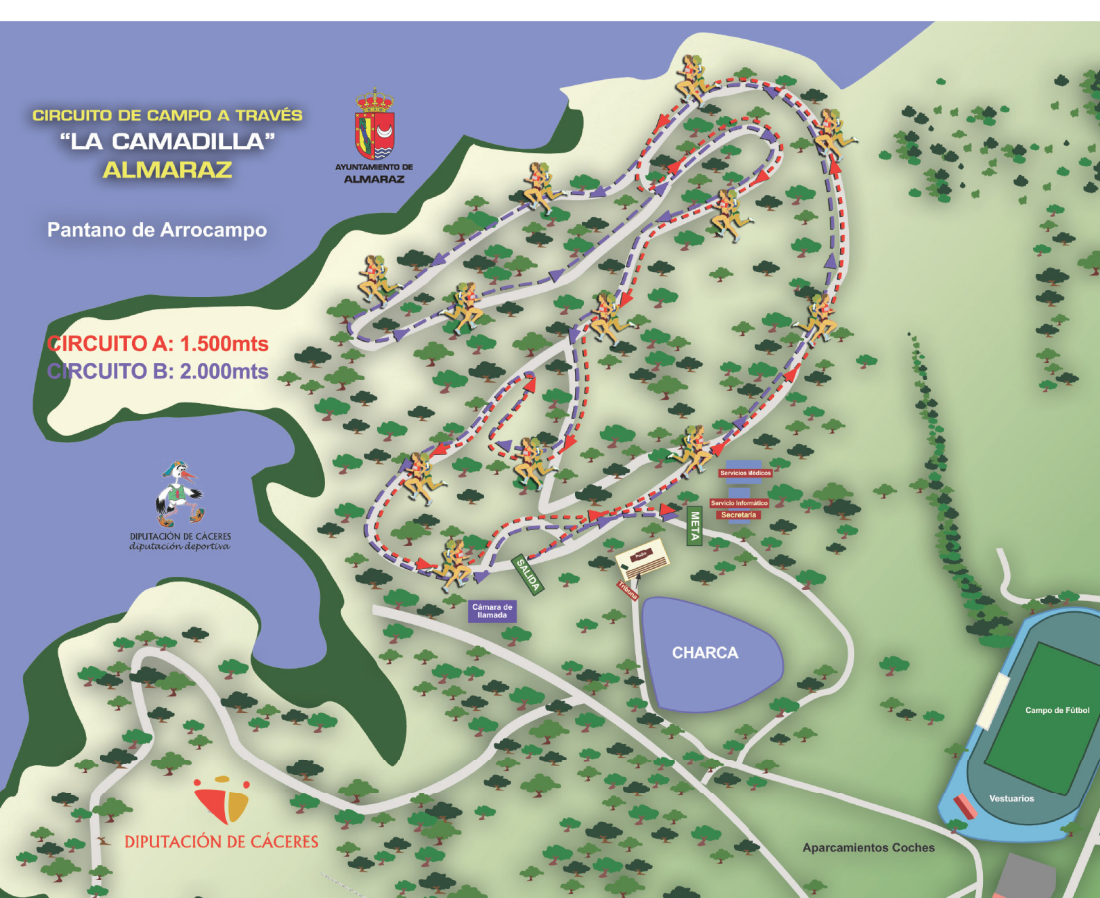 CIRCUITO DE CAMPO A TRAVÉS
“LA CAMADILLA”
ALMARAZ
AYUNTAMIENTO DE
ALMARAZ
Pantano de Arrocampo
CIRCUITO A: 1.500mts
CIRCUITO B: 2.000mts
DIPUTACIÓN DE CÁCERES
diputación deportiva
Servicios Médicos
Servicio Informático
Secretaría
META
SALIDA
Podio
Tribuna
Cámara de
llamada
CHARCA
Campo de Fútbol
Vestuarios
Aparcamientos Coches
DIPUTACIÓN DE CÁCERES